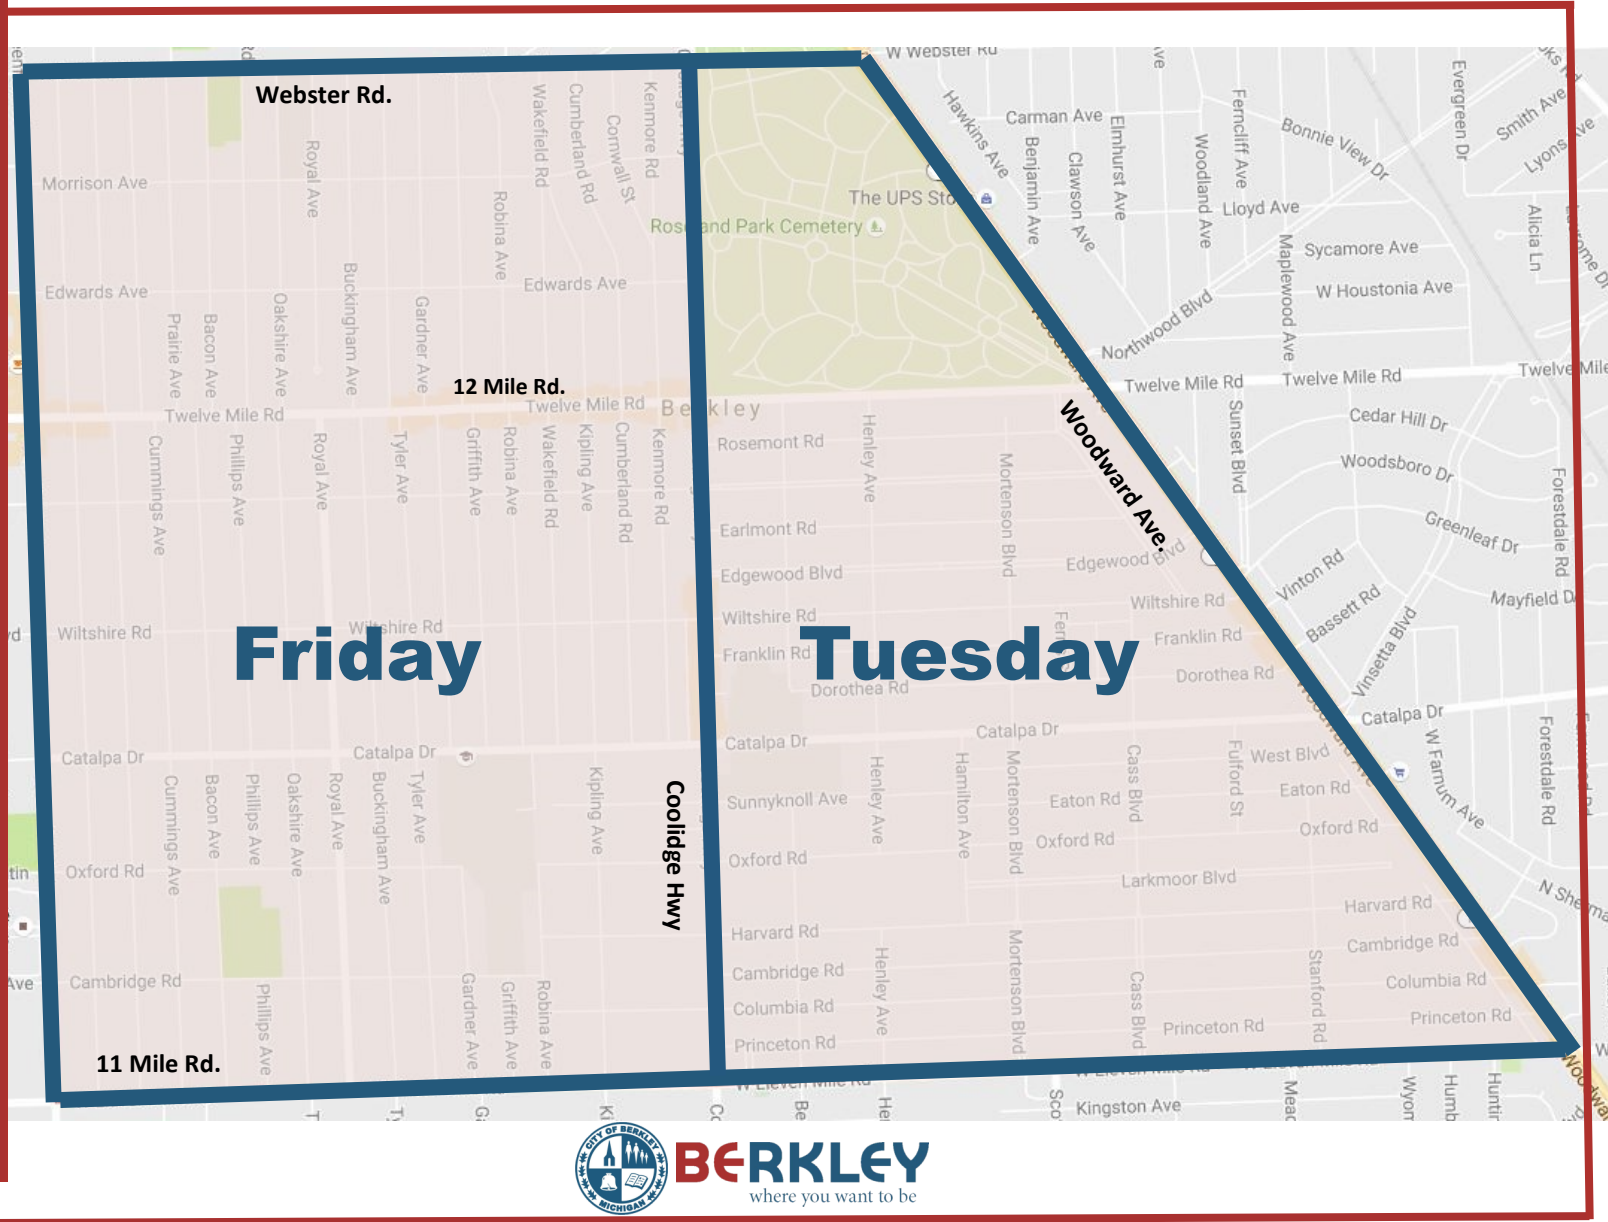 W Webster Rd
Webster Rd.
Hawkins Ave
Carman Ave
Benjamin Ave
Clawson Ave
Elmhurst Ave
Woodland Ave
Ferncliff Ave
Bonnie View Dr
Evergreen Dr
Smith Ave
Lyons Ave
Lloyd Ave
Sycamore Ave
Maplewood Ave
W Houstonia Ave
Alicia Ln
Northwood Blvd
Morrison Ave
Royal Ave
Wakefield Rd
Cumberland Rd
Cornwall St
Kenmore Rd
Robina Ave
The UPS Sto
Roseland Park Cemetery
Edwards Ave
Edwards Ave
Prairie Ave
Bacon Ave
Oakshire Ave
Buckingham Ave
Gardner Ave
12 Mile Rd.
Twelve Mile Rd
Twelve Mile Rd
Berkley
Twelve Mile Rd
Twelve Mile Rd
Twelve Mile
Cummings Ave
Phillips Ave
Royal Ave
Tyler Ave
Griffith Ave
Robina Ave
Wakefield Rd
Kipling Ave
Cumberland Rd
Kenmore Rd
Rosemont Rd
Henley Ave
Mortenson Blvd
Woodward Ave.
Sunset Blvd
Cedar Hill Dr
Woodsboro Dr
Greenleaf Dr
Forestdale Rd
Earlmont Rd
Edgewood Blvd
Edgewood Blvd
Vinton Rd
Bassett Rd
Vinsetta Blvd
Mayfield D
Wiltshire Rd
Wiltshire Rd
Wiltshire Rd
Wiltshire Rd
Franklin Rd
Franklin Rd
Friday
Tuesday
Dorothea Rd
Dorothea Rd
Woodward Ave
Catalpa Dr
Catalpa Dr
Catalpa Dr
Catalpa Dr
Catalpa Dr
Cummings Ave
Bacon Ave
Phillips Ave
Oakshire Ave
Royal Ave
Buckingham Ave
Tyler Ave
Kipling Ave
Coolidge Hwy
Sunnyknoll Ave
Henley Ave
Hamilton Ave
Mortenson Blvd
Eaton Rd
Cass Blvd
Fulford St
West Blvd
Eaton Rd
W Farnum Ave
Forestdale Rd
Oxford Rd
Oxford Rd
Oxford Rd
Oxford Rd
Larkmoor Blvd
Harvard Rd
Harvard Rd
N Sherma
Cambridge Rd
Cambridge Rd
Cambridge Rd
Columbia Rd
Columbia Rd
Phillips Ave
Gardner Ave
Griffith Ave
Robina Ave
Henley Ave
Mortenson Blvd
Cass Blvd
Stanford Rd
Princeton Rd
Princeton Rd
Princeton Rd
11 Mile Rd.
W Eleven Mile Rd
W Eleven Mile Rd
Kingston Ave
CITY OF BERKLEY
MICHIGAN
BERKLEY
where you want to be